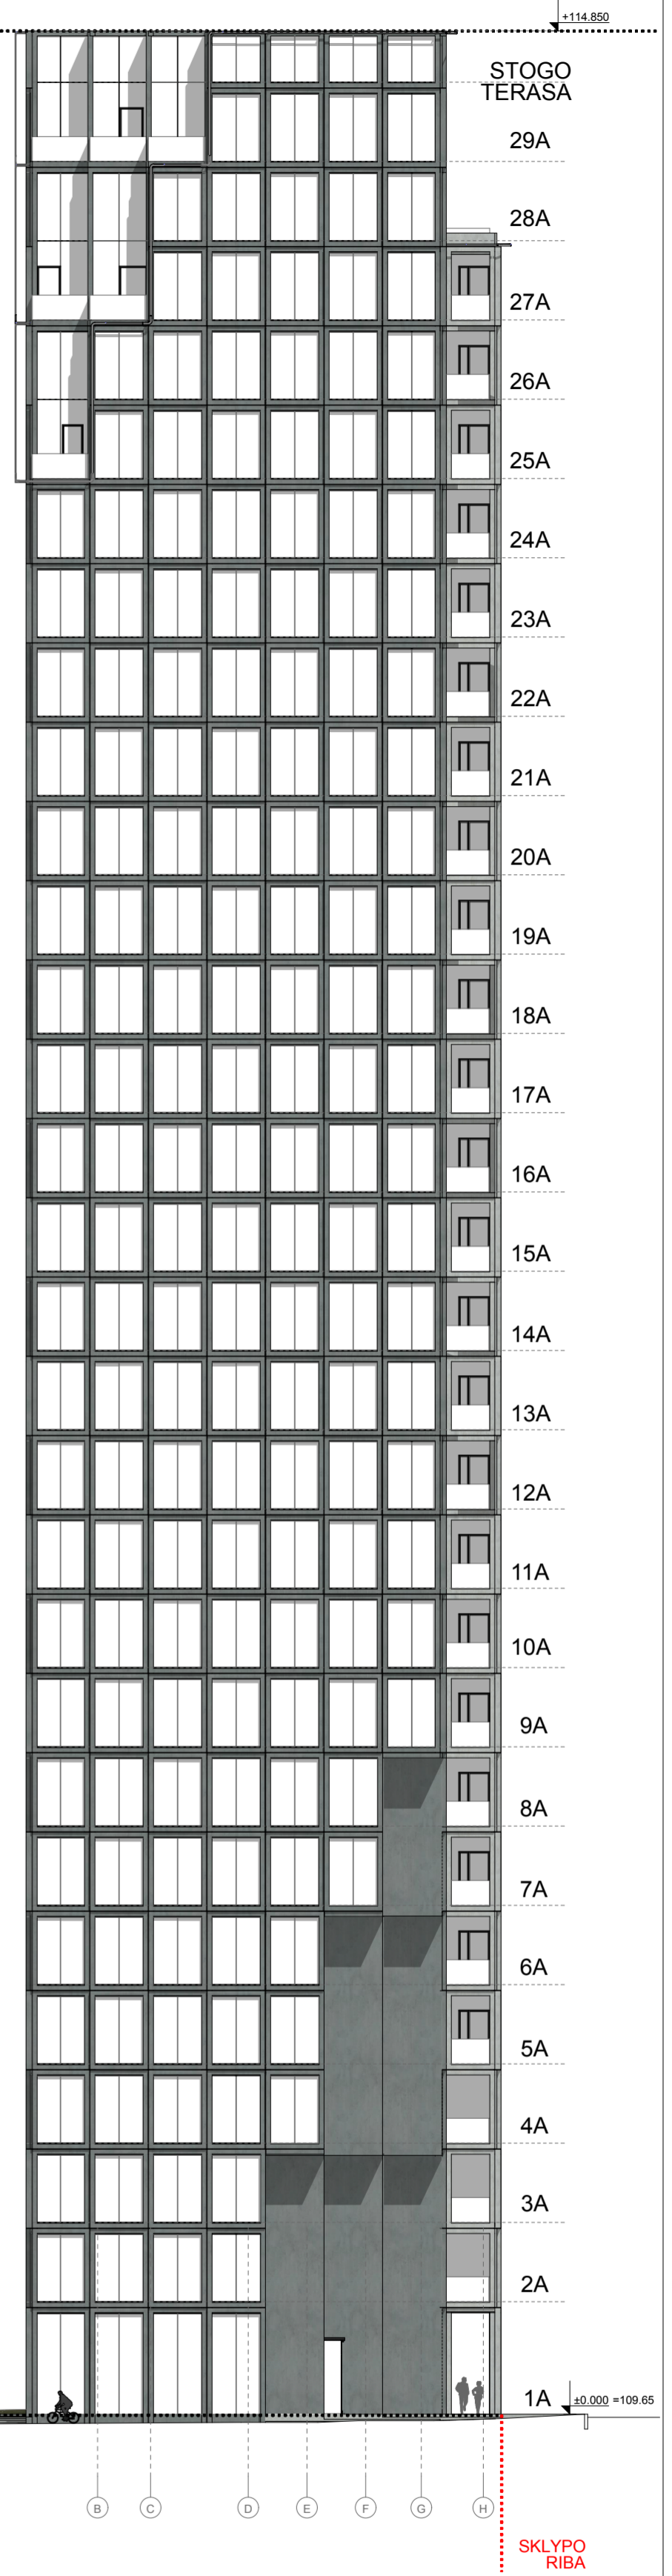 +114.850
STOGO
TERASA
29A
28A
27A
26A
25A
24A
23A
22A
21A
20A
19A
18A
17A
16A
15A
14A
13A
12A
11A
10A
9A
8A
7A
6A
5A
4A
3A
2A
1A ±0.000 =109.65
B C D E F G H
SKLYPO
RIBA